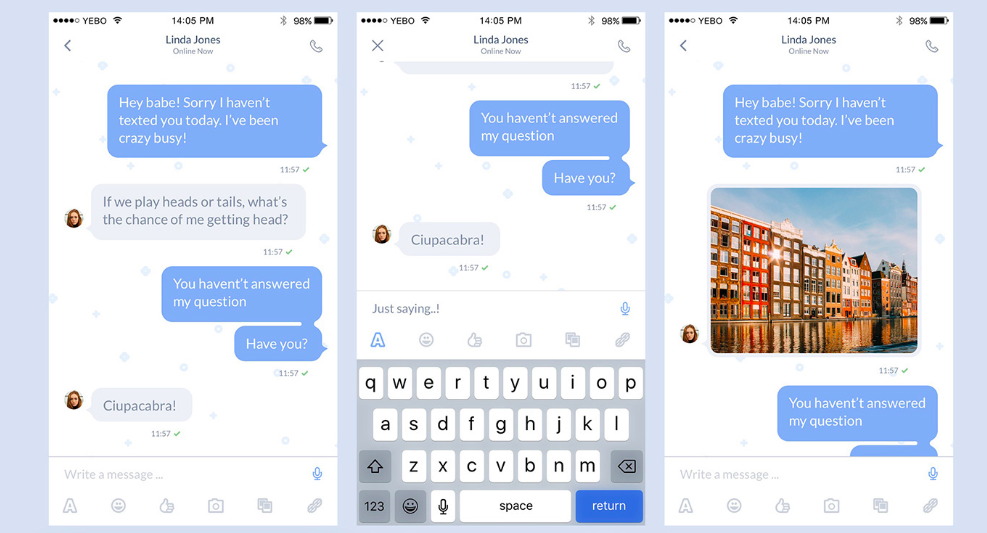 YEBO 14:05 PM 98%
Linda Jones
Online Now
Hey babe! Sorry I haven't
texted you today. I've been
crazy busy!
11:57
If we play heads or tails, what's
the chance of me getting head?
11:57
You havent't answered
my question
Have you?
11:57
Ciupacabra!
11:57
Write a message ...
A
YEBO 14:05 PM 98%
Linda Jones
Online Now
11:57
You havent't answered
my question
Have you?
11:57
Ciupacabra!
11:57
Just saying..!
A
q w e r t y u i o p
a s d f g h j k l
z x c v b n m
123 space return
YEBO 14:05 PM 98%
Linda Jones
Online Now
Hey babe! Sorry I haven't
texted you today. I've been
crazy busy!
11:57
11:57
You havent't answered
my question
Write a message ...
A